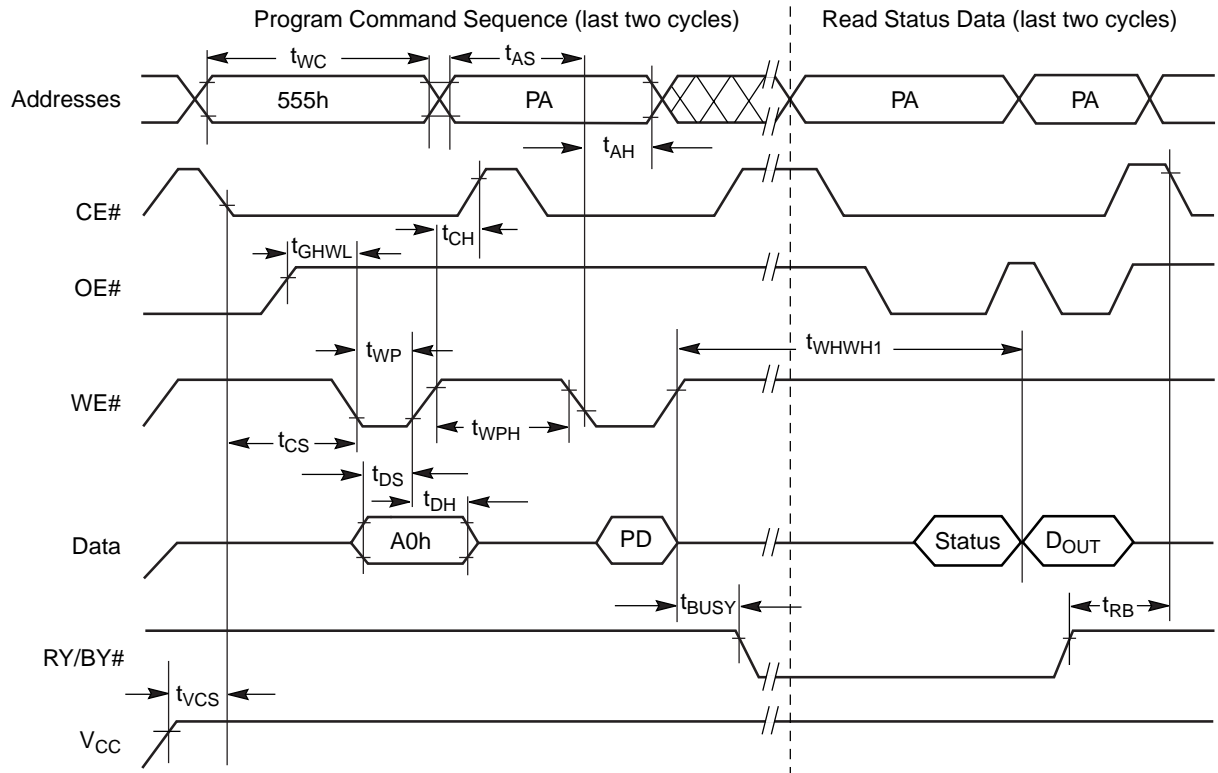 Program Command Sequence (last two cycles)
Read Status Data (last two cycles)
tWC
tAS
Addresses
555h
PA
PA
PA
tAH
CE#
tCH
tGHWL
OE#
tWP
tWHWH1
WE#
tCS
tWPH
tDS
tDH
Data
A0h
PD
Status
DOUT
tBUSY
tRB
RY/BY#
tVCS
VCC